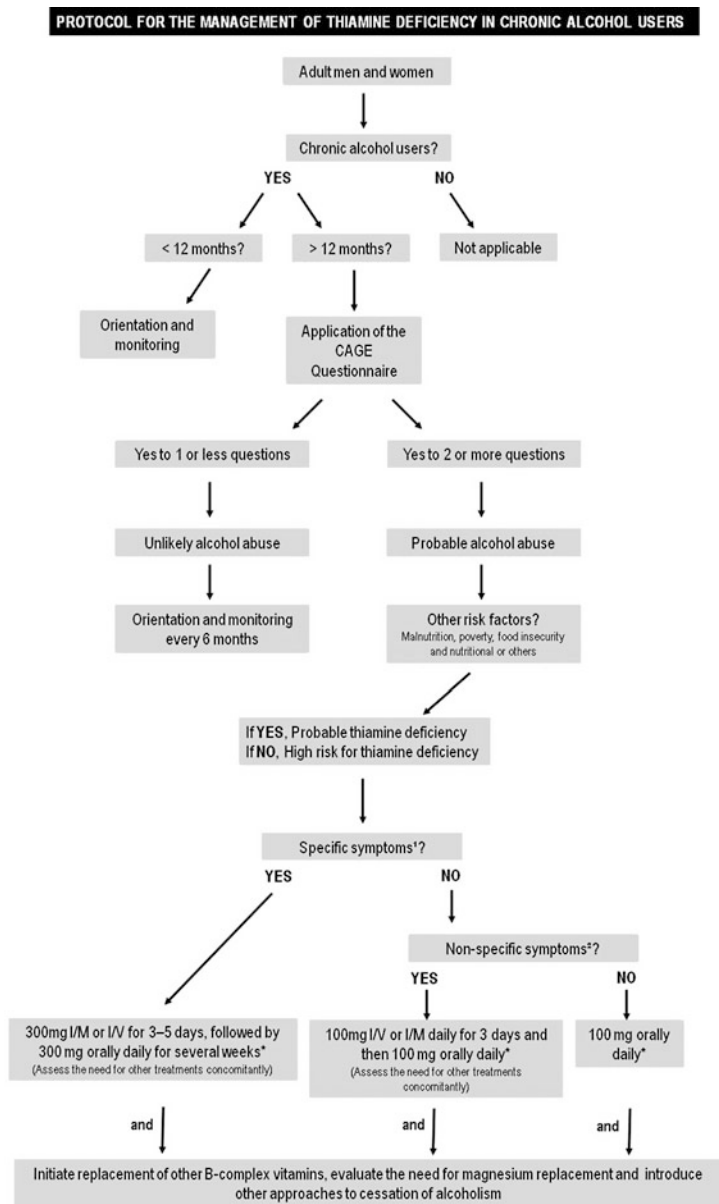 PROTOCOL FOR THE MANAGEMENT OF THIAMINE DEFICIENCY IN CHRONIC ALCOHOL USERS
Adult men and women
Chronic alcohol users?
YES
NO
< 12 months?
> 12 months?
Not applicable
Orientation and
monitoring
Application of the
CAGE
Questionnaire
Yes to 1 or less questions
Yes to 2 or more questions
Unlikely alcohol abuse
Probable alcohol abuse
Orientation and monitoring
every 6 months
Other risk factors?
Malnutrition, poverty, food insecurity
and nutritional or others
If YES, Probable thiamine deficiency
If NO, High risk for thiamine deficiency
Specific symptoms¹?
YES
NO
Non-specific symptoms²?
YES
NO
300mg I/M or I/V for 3–5 days, followed by
300 mg orally daily for several weeks*
(Assess the need for other treatments concomitantly)
100mg I/V or I/M daily for 3 days and
then 100 mg orally daily*
(Assess the need for other treatments
concomitantly)
100 mg orally
daily*
and
and
and
Initiate replacement of other B-complex vitamins, evaluate the need for magnesium replacement and introduce
other approaches to cessation of alcoholism